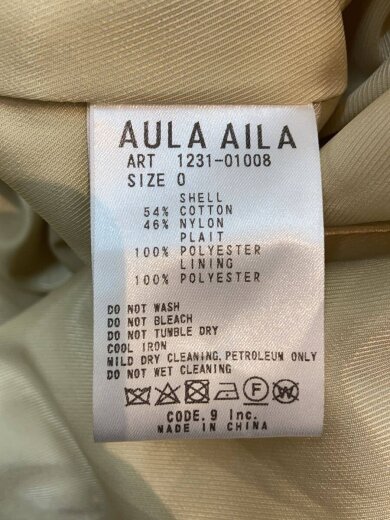 AULA AILA
ART 1231-01008
SIZE 0
SHELL
54% COTTON
46% NYLON
PLAIT
100% POLYESTER
LINING
100% POLYESTER
DO NOT WASH
DO NOT BLEACH
DO NOT TUMBLE DRY
COOL IRON
MILD DRY CLEANING, PETROLEUM ONLY
DO NOT WET CLEANING
F W
CODE.9 Inc.
MADE IN CHINA